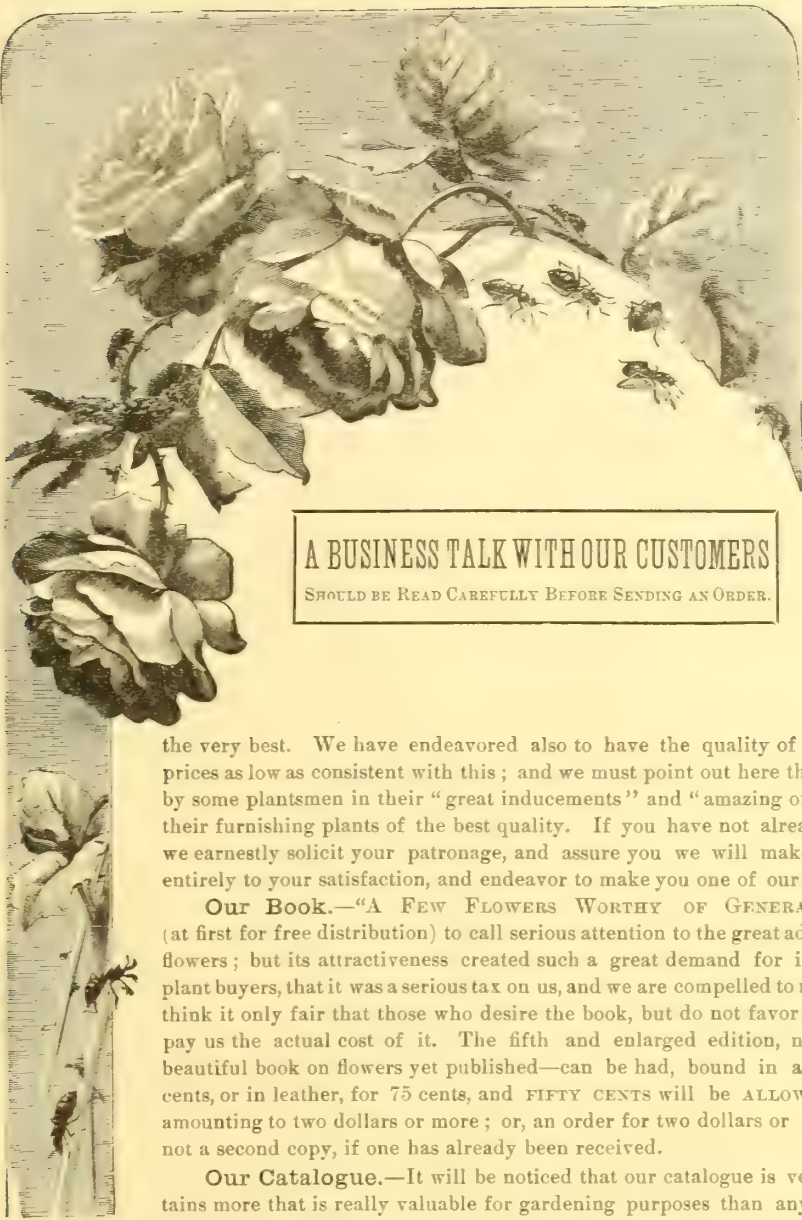 A BUSINESS TALK WITH OUR CUSTOMERS
SHOULD BE READ CAREFULLY BEFORE SENDING AN ORDER.
the very best. We have endeavored also to have the quality of
prices as low as consistent with this ; and we must point out here th
by some plantsmen in their “ great inducements ” and “ amazing o
their furnishing plants of the best quality. If you have not alrea
we earnestly solicit your patronage, and assure you we will mak
entirely to your satisfaction, and endeavor to make you one of our
Our Book.—“A FEW FLOWERS WORTHY OF GENERA
(at first for free distribution) to call serious attention to the great ad
flowers ; but its attractiveness created such a great demand for i
plant buyers, that it was a serious tax on us, and we are compelled to
think it only fair that those who desire the book, but do not favor
pay us the actual cost of it. The fifth and enlarged edition, n
beautiful book on flowers yet published—can be had, bound in a
cents, or in leather, for 75 cents, and FIFTY CENTS will be ALLOW
amounting to two dollars or more ; or, an order for two dollars or
not a second copy, if one has already been received.
Our Catalogue.—It will be noticed that our catalogue is ve
tains more that is really valuable for gardening purposes than any